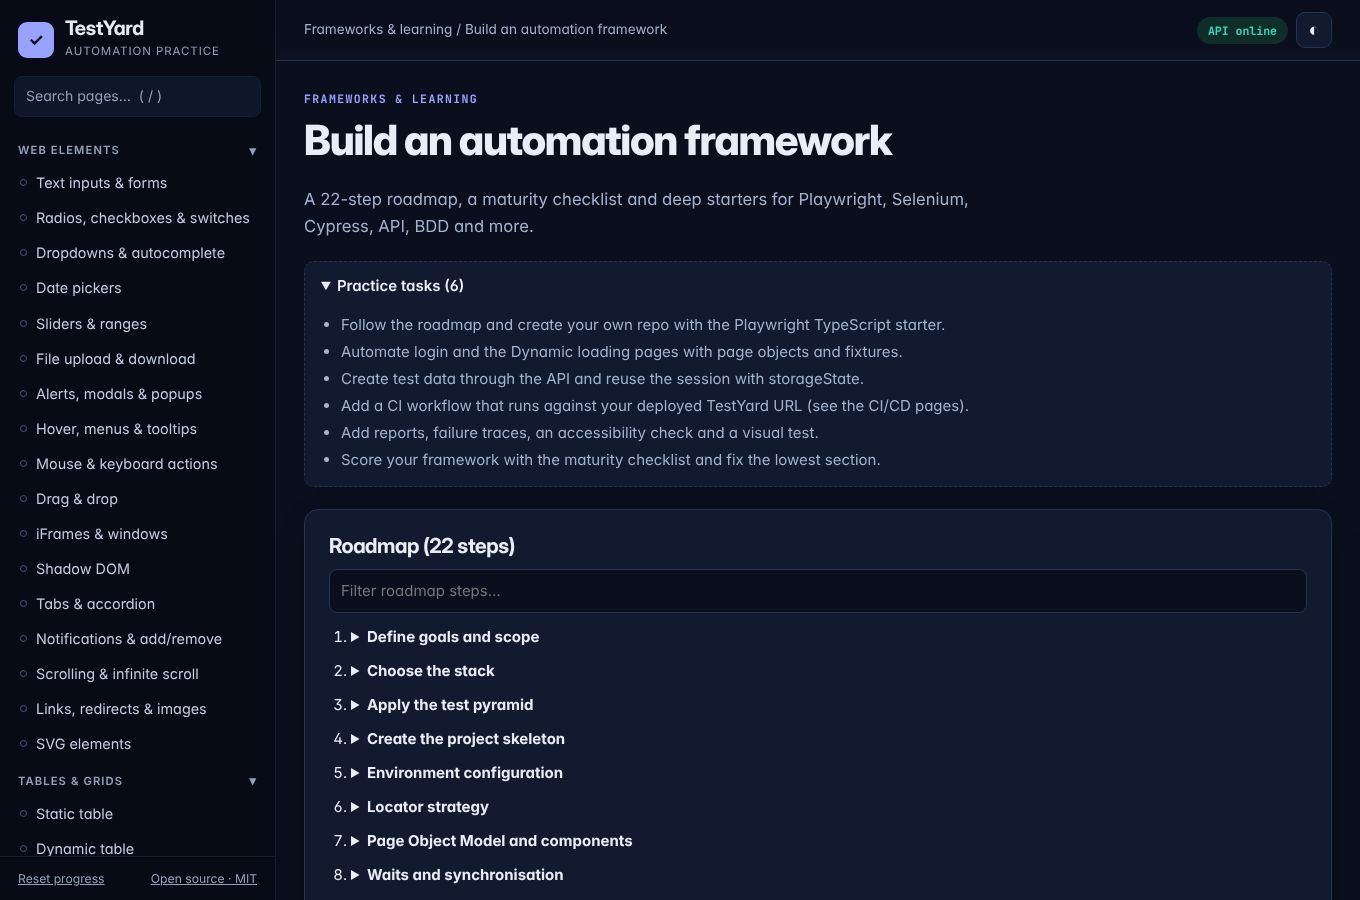 TestYard
AUTOMATION PRACTICE
Search pages... ( / )
WEB ELEMENTS
Text inputs & forms
Radios, checkboxes & switches
Dropdowns & autocomplete
Date pickers
Sliders & ranges
File upload & download
Alerts, modals & popups
Hover, menus & tooltips
Mouse & keyboard actions
Drag & drop
iFrames & windows
Shadow DOM
Tabs & accordion
Notifications & add/remove
Scrolling & infinite scroll
Links, redirects & images
SVG elements
TABLES & GRIDS
Static table
Dynamic table
Reset progress
Open source · MIT
Frameworks & learning / Build an automation framework
API online
FRAMEWORKS & LEARNING
Build an automation framework
A 22-step roadmap, a maturity checklist and deep starters for Playwright, Selenium,
Cypress, API, BDD and more.
Practice tasks (6)
Follow the roadmap and create your own repo with the Playwright TypeScript starter.
Automate login and the Dynamic loading pages with page objects and fixtures.
Create test data through the API and reuse the session with storageState.
Add a CI workflow that runs against your deployed TestYard URL (see the CI/CD pages).
Add reports, failure traces, an accessibility check and a visual test.
Score your framework with the maturity checklist and fix the lowest section.
Roadmap (22 steps)
Filter roadmap steps...
1. Define goals and scope
2. Choose the stack
3. Apply the test pyramid
4. Create the project skeleton
5. Environment configuration
6. Locator strategy
7. Page Object Model and components
8. Waits and synchronisation